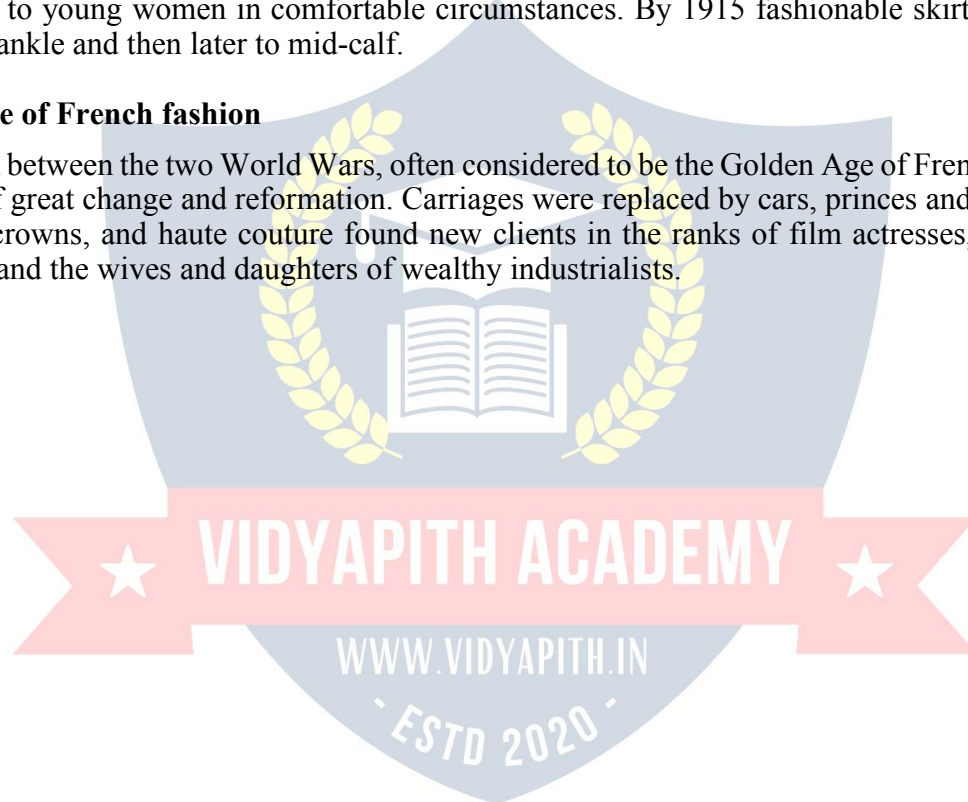 to young women in comfortable circumstances. By 1915 fashionable skirt
ankle and then later to mid-calf.
e of French fashion
between the two World Wars, often considered to be the Golden Age of Fren
f great change and reformation. Carriages were replaced by cars, princes and
crowns, and haute couture found new clients in the ranks of film actresses,
and the wives and daughters of wealthy industrialists.
VIDYAPITH ACADEMY
WWW.VIDYAPITH.IN
- ESTD 2020 -